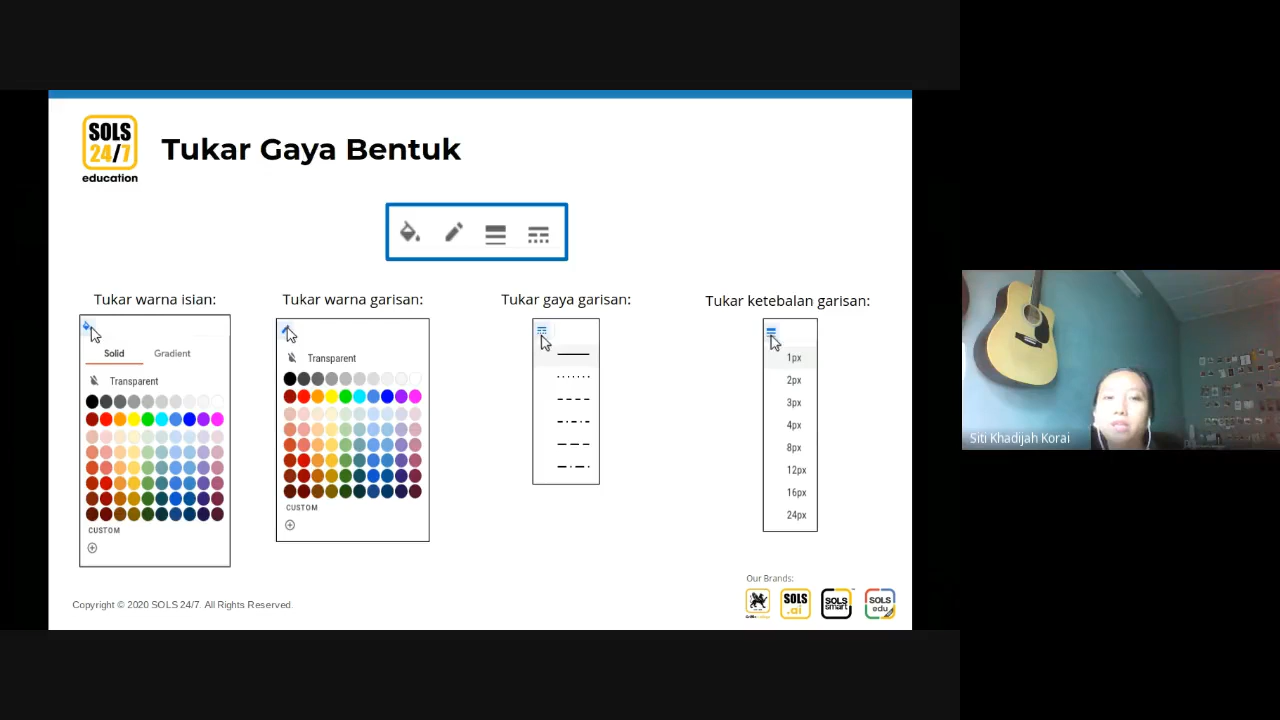 SOLS
24/7
education
Tukar Gaya Bentuk
Tukar warna isian:
Tukar warna garisan:
Tukar gaya garisan:
Tukar ketebalan garisan:
Solid Gradient
Transparent
CUSTOM
Transparent
CUSTOM
1px
2px
3px
4px
8px
12px
16px
24px
Siti Khadijah Korai
Our Brands:
SOLS
.ai
SOLS
smart
SOLS
edu
Copyright © 2020 SOLS 24/7. All Rights Reserved.